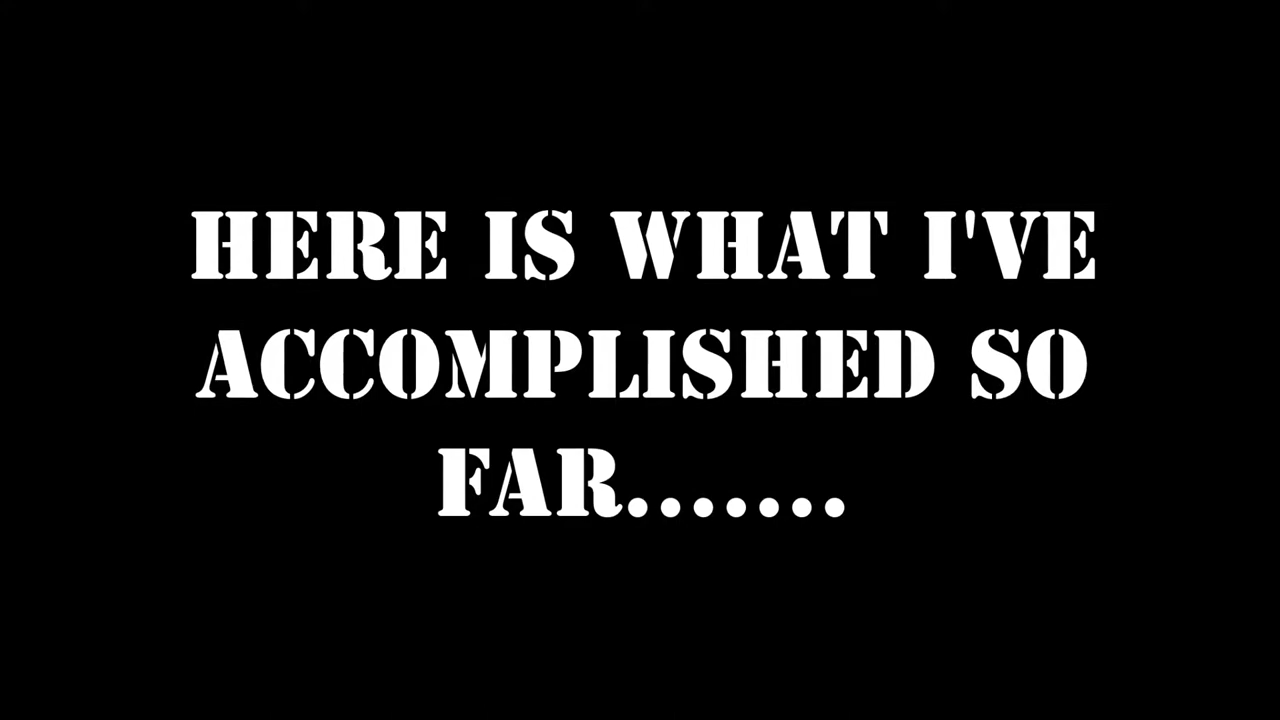 HERE IS WHAT I'VE
ACCOMPLISHED SO
FAR.......